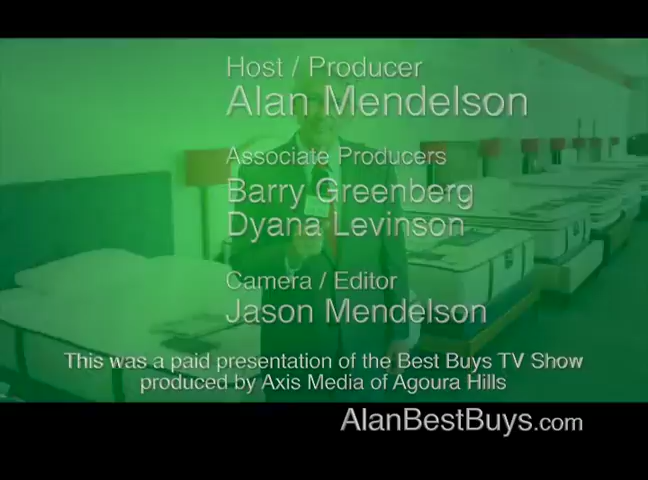 Host / Producer
Alan Mendelson
Associate Producers
Barry Greenberg
Dyana Levinson
Camera / Editor
Jason Mendelson
This was a paid presentation of the Best Buys TV Show
produced by Axis Media of Agoura Hills
AlanBestBuys.com